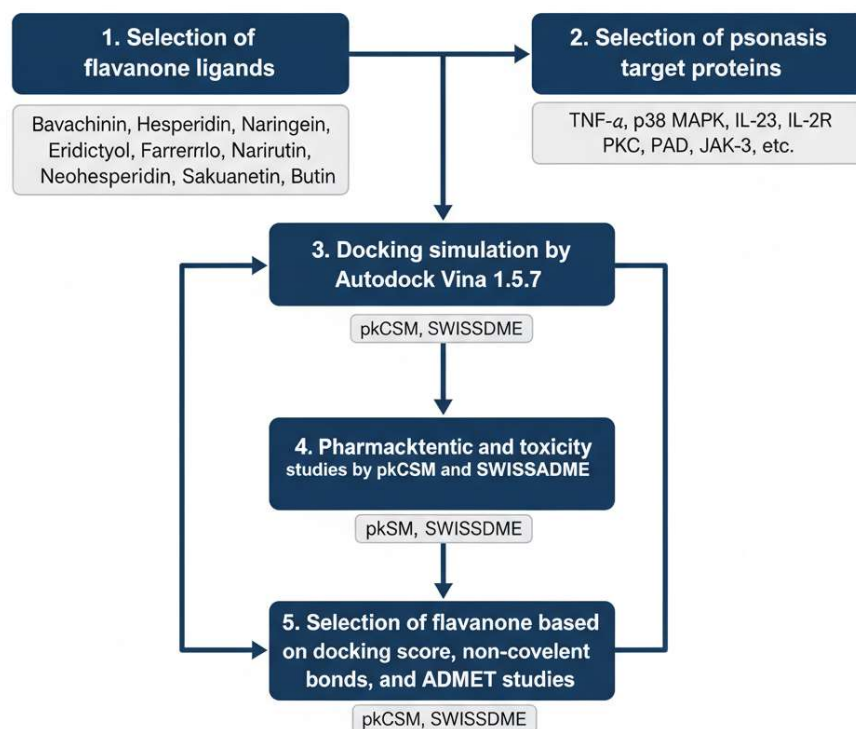 1. Selection of
flavanone ligands
2. Selection of psonasis
target proteins
Bavachinin, Hesperidin, Naringein,
Eridictyol, Farrerrrlo, Narirutin,
Neohesperidin, Sakuanetin, Butin
TNF-α, p38 MAPK, IL-23, IL-2R
PKC, PAD, JAK-3, etc.
3. Docking simulation by
Autodock Vina 1.5.7
pkCSM, SWISSDME
4. Pharmacktentic and toxicity
studies by pkCSM and SWISSADME
pkSM, SWISSDME
5. Selection of flavanone based
on docking score, non-covelent
bonds, and ADMET studies
pkCSM, SWISSDME